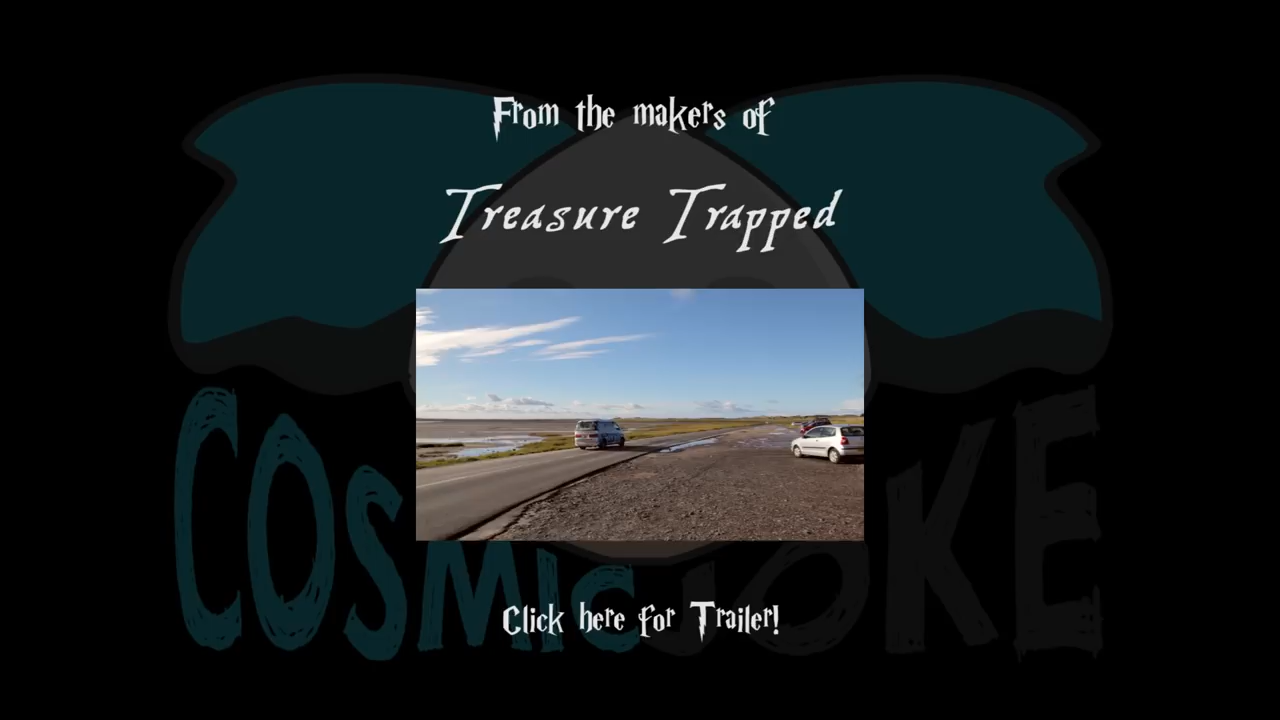 From the makers of
Treasure Trapped
COSMIC JOKE
Click here for Trailer!